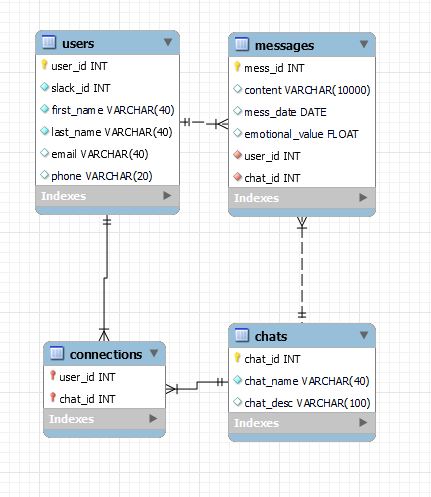 users
user_id INT
slack_id INT
first_name VARCHAR(40)
last_name VARCHAR(40)
email VARCHAR(40)
phone VARCHAR(20)
Indexes
messages
mess_id INT
content VARCHAR(10000)
mess_date DATE
emotional_value FLOAT
user_id INT
chat_id INT
Indexes
connections
user_id INT
chat_id INT
Indexes
chats
chat_id INT
chat_name VARCHAR(40)
chat_desc VARCHAR(100)
Indexes